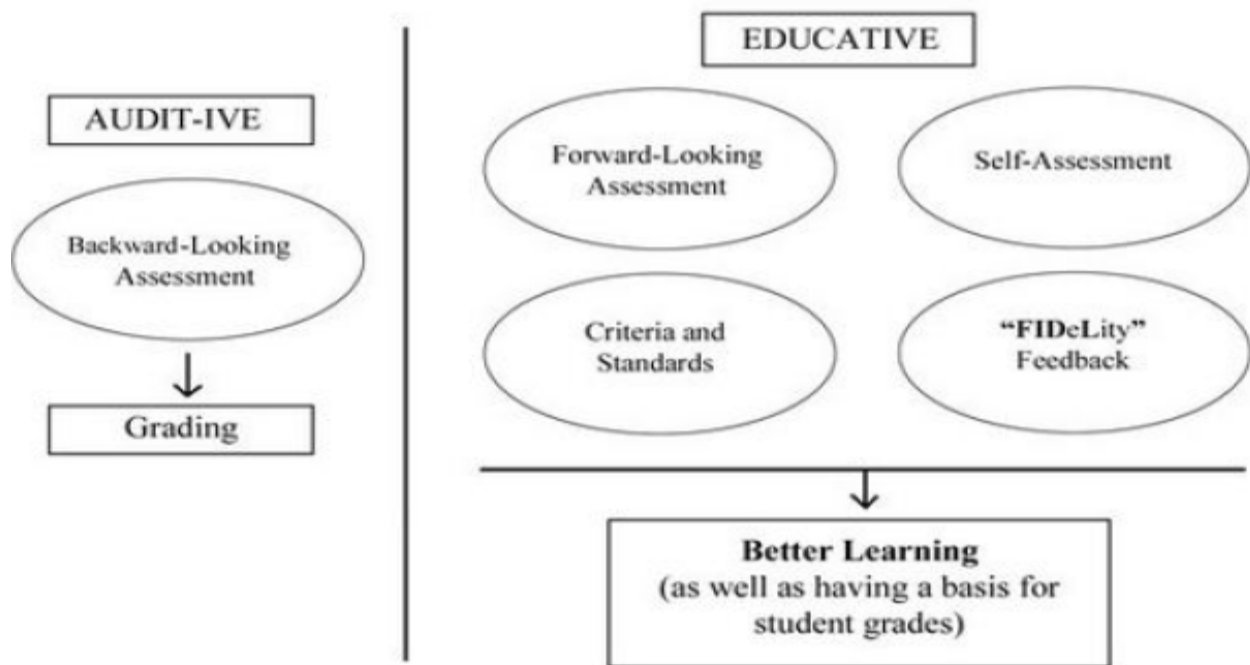 AUDIT-IVE
Backward-Looking
Assessment
Grading
EDUCATIVE
Forward-Looking
Assessment
Self-Assessment
Criteria and
Standards
“FIDeLity”
Feedback
Better Learning
(as well as having a basis for
student grades)